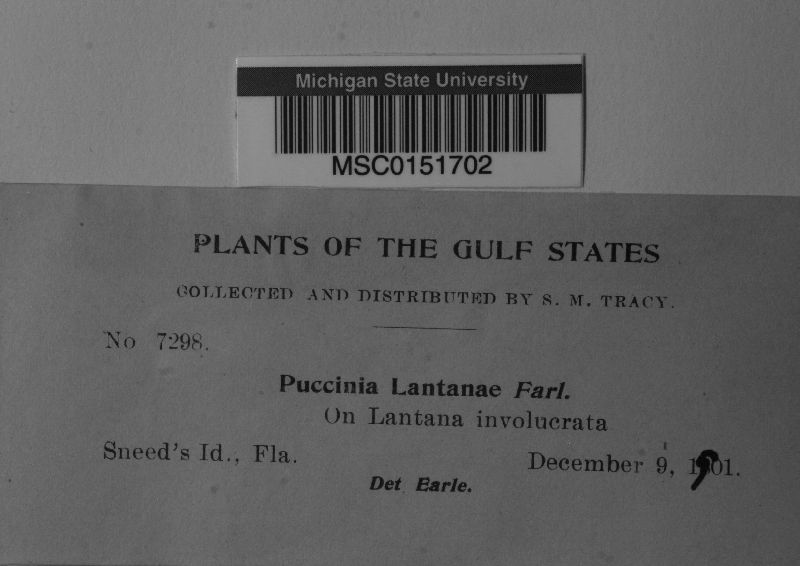 Michigan State University
MSC0151702
PLANTS OF THE GULF STATES
COLLECTED AND DISTRIBUTED BY S. M. TRACY.
No 7298.
Puccinia Lantanae Farl.
On Lantana involucrata
Sneed's Id., Fla.
December 9, 1901.
Det Earle.